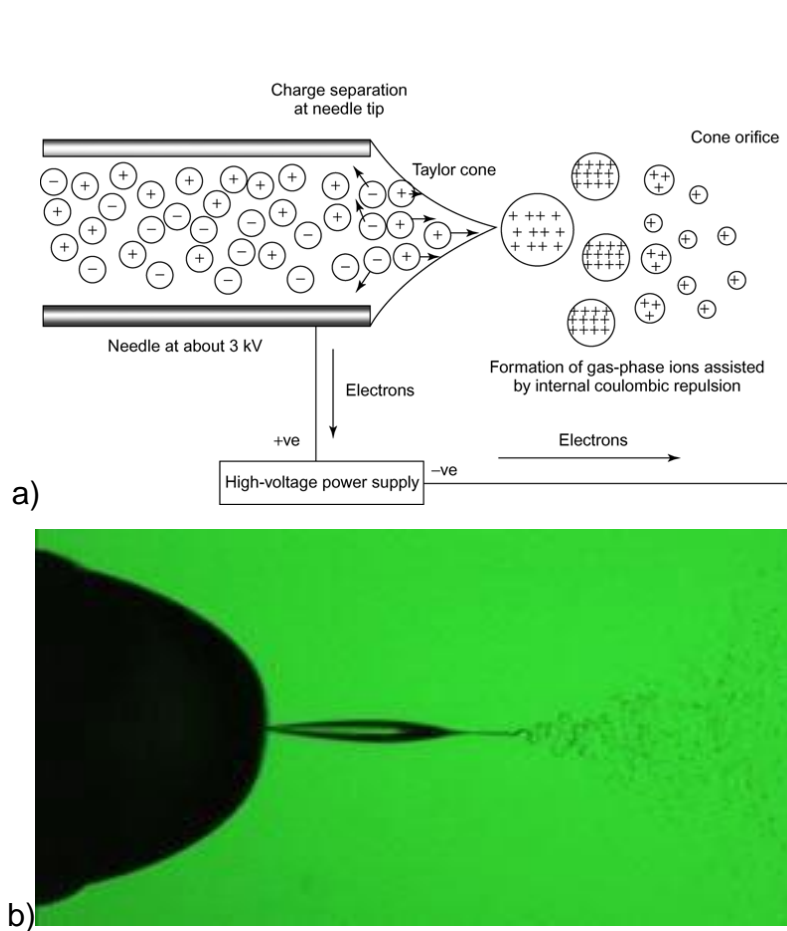 Charge separation
at needle tip
Cone orifice
Taylor cone
Needle at about 3 kV
Formation of gas-phase ions assisted
by internal coulombic repulsion
Electrons
+ve
Electrons
High-voltage power supply
–ve
a)
b)